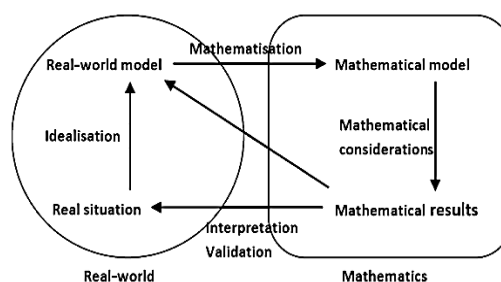 Mathematisation
Real-world model
Mathematical model
Idealisation
Mathematical
considerations
Real situation
Mathematical results
Interpretation
Validation
Real-world
Mathematics